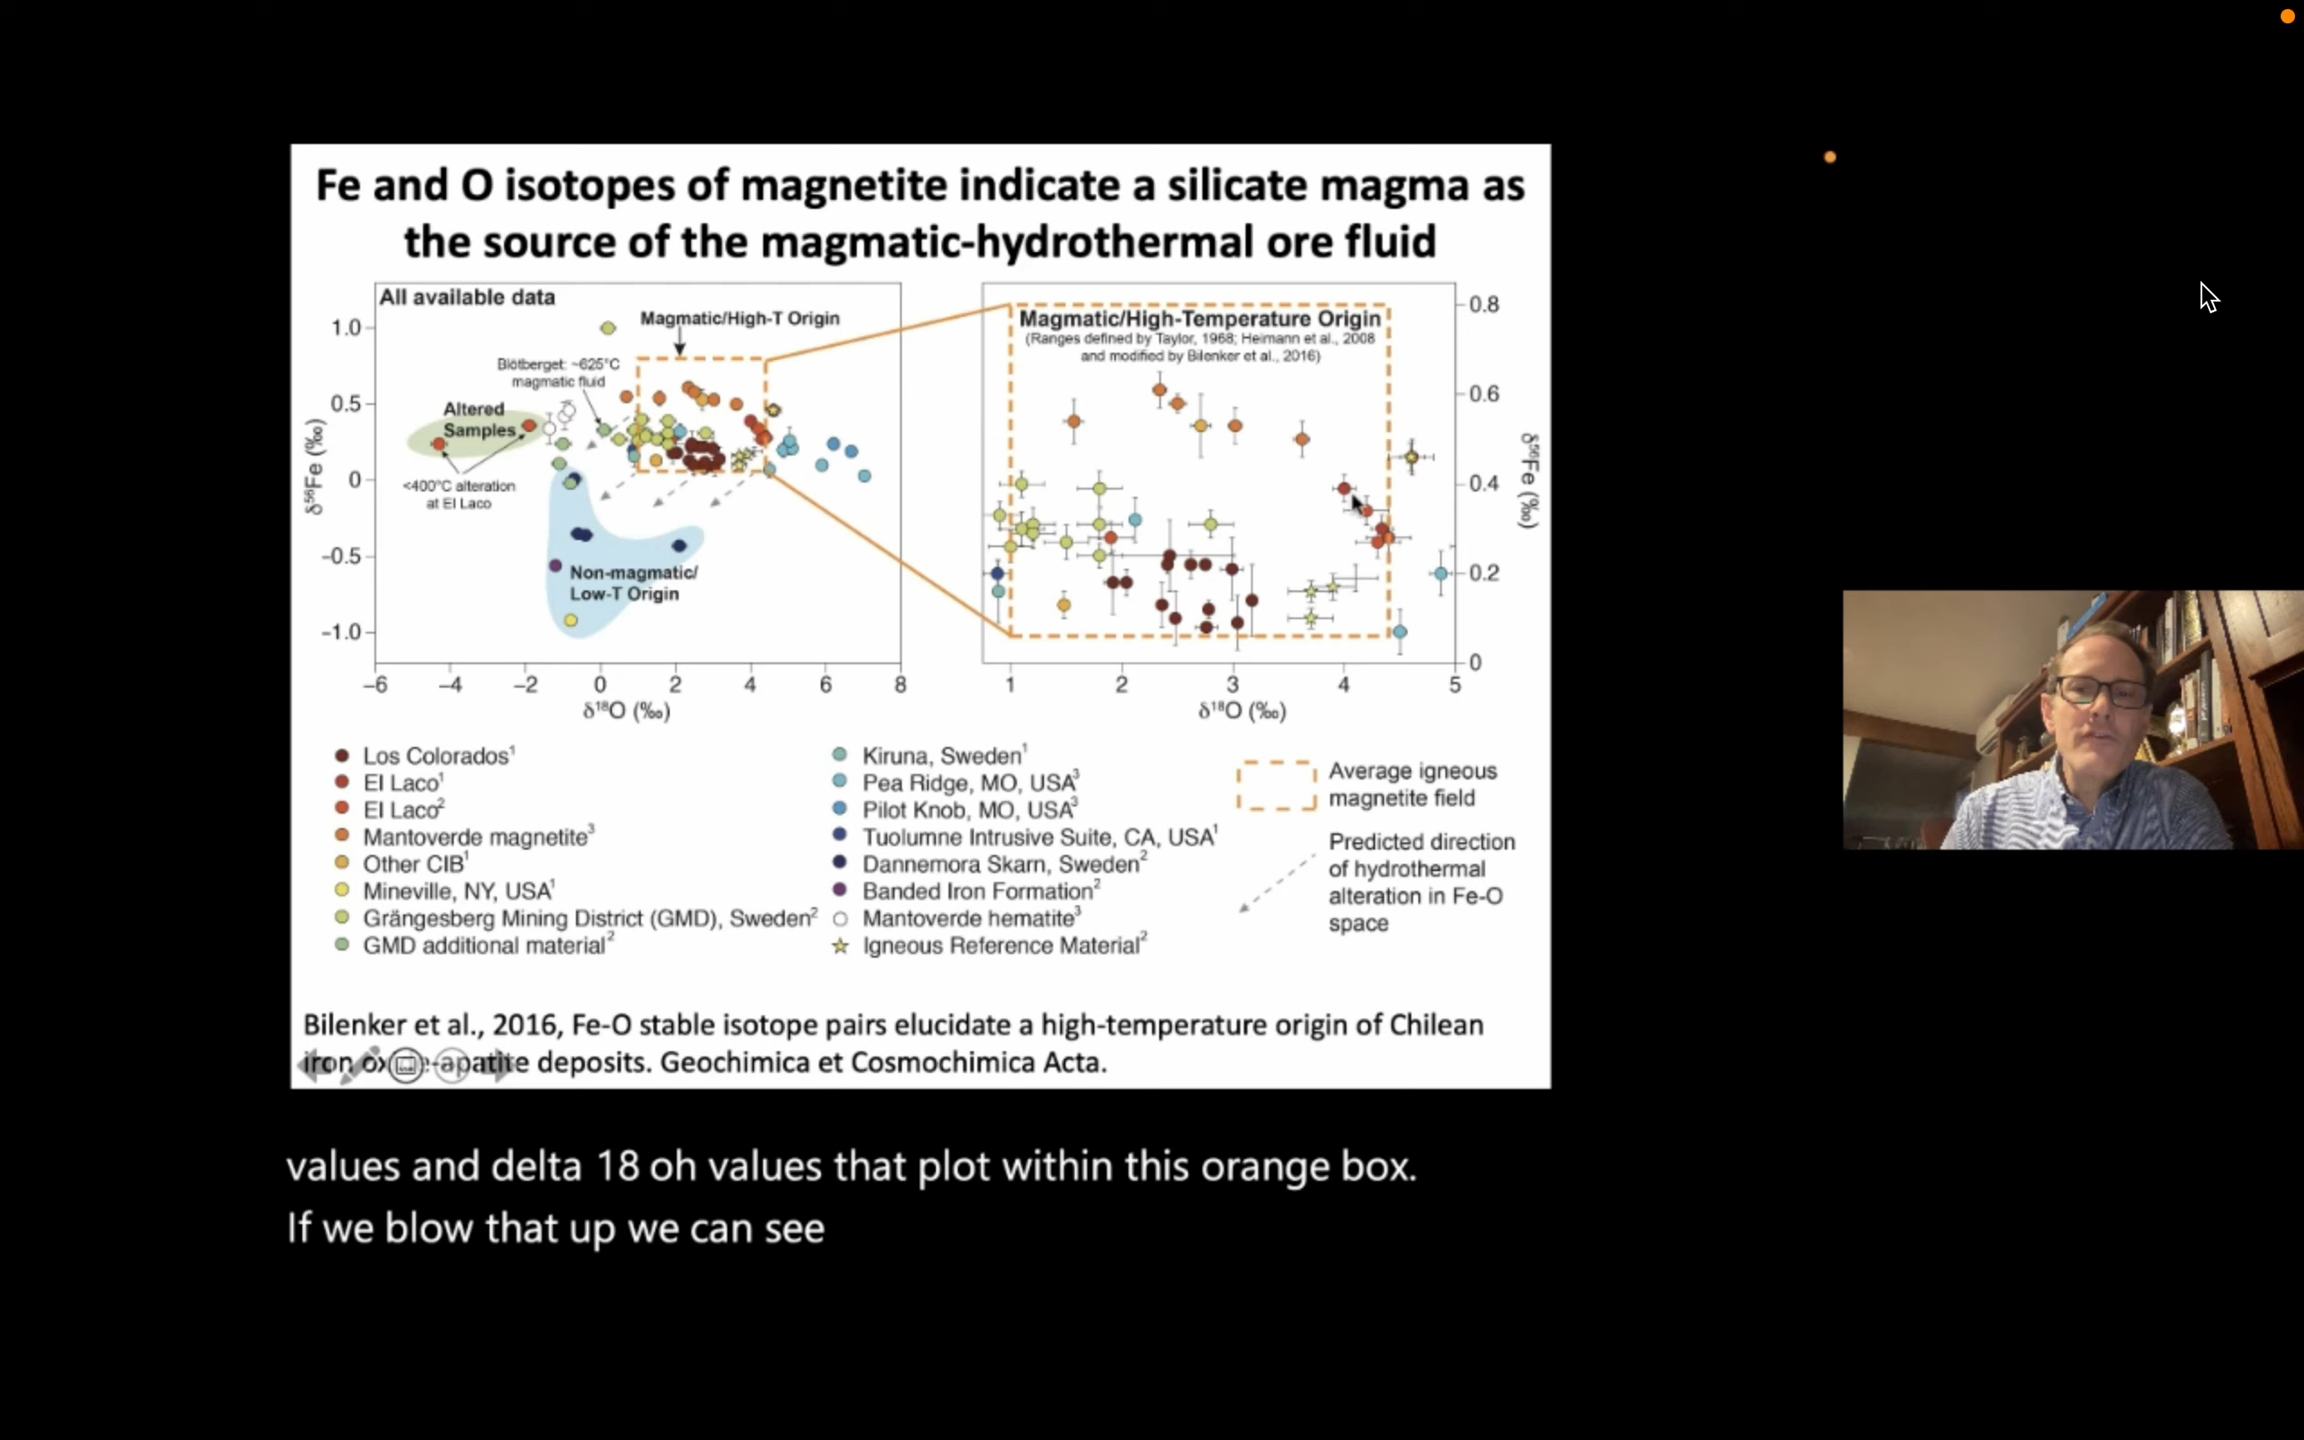 Fe and O isotopes of magnetite indicate a silicate magma as
the source of the magmatic-hydrothermal ore fluid
All available data
Magmatic/High-T Origin
Blötberget: ~625°C
magmatic fluid
Altered
Samples
<400°C alteration
at El Laco
Non-magmatic/
Low-T Origin
1.0
0.5
0
−0.5
−1.0
δ⁵⁶Fe (‰)
−6 −4 −2 0 2 4 6 8
δ¹⁸O (‰)
Magmatic/High-Temperature Origin
(Ranges defined by Taylor, 1968; Heimann et al., 2008
and modified by Bilenker et al., 2016)
0.8
0.6
0.4
0.2
0
δ⁵⁶Fe (‰)
1 2 3 4 5
δ¹⁸O (‰)
Los Colorados¹
El Laco¹
El Laco²
Mantoverde magnetite³
Other CIB¹
Mineville, NY, USA¹
Grängesberg Mining District (GMD), Sweden²
GMD additional material²
Kiruna, Sweden¹
Pea Ridge, MO, USA³
Pilot Knob, MO, USA³
Tuolumne Intrusive Suite, CA, USA¹
Dannemora Skarn, Sweden²
Banded Iron Formation²
Mantoverde hematite³
Igneous Reference Material²
Average igneous
magnetite field
Predicted direction
of hydrothermal
alteration in Fe-O
space
Bilenker et al., 2016, Fe-O stable isotope pairs elucidate a high-temperature origin of Chilean
iron oxide-apatite deposits. Geochimica et Cosmochimica Acta.
values and delta 18 oh values that plot within this orange box.
If we blow that up we can see